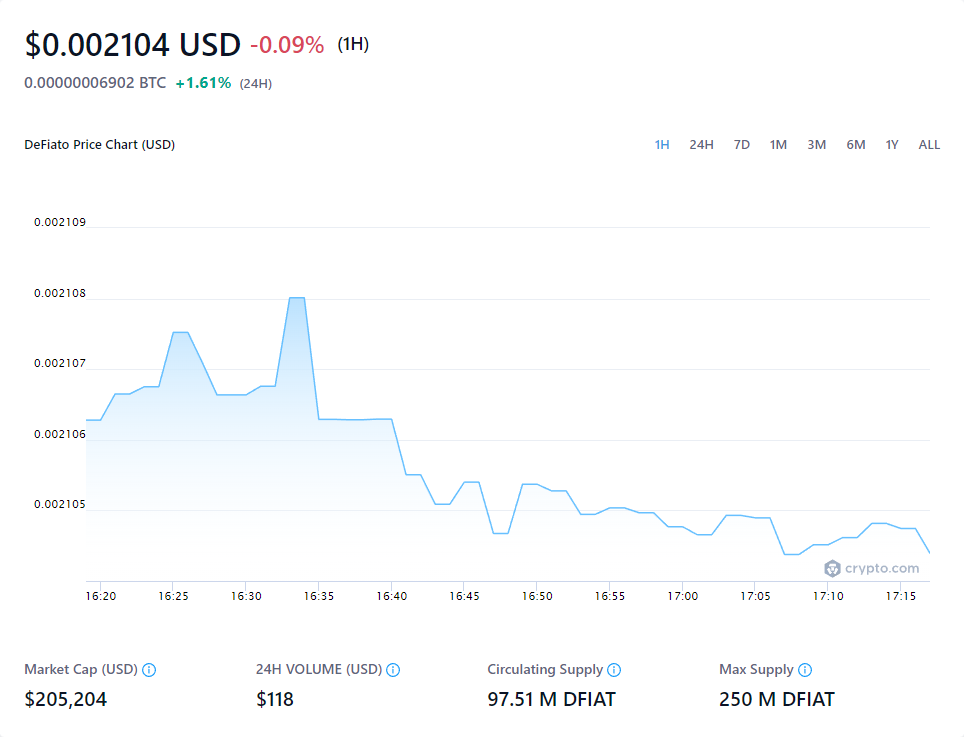 $0.002104 USD -0.09% (1H)
0.00000006902 BTC +1.61% (24H)
DeFiato Price Chart (USD) 1H 24H 7D 1M 3M 6M 1Y ALL
0.002109
0.002108
0.002107
0.002106
0.002105
crypto.com
16:20 16:25 16:30 16:35 16:40 16:45 16:50 16:55 17:00 17:05 17:10 17:15
Market Cap (USD) 24H VOLUME (USD) Circulating Supply Max Supply
$205,204 $118 97.51 M DFIAT 250 M DFIAT